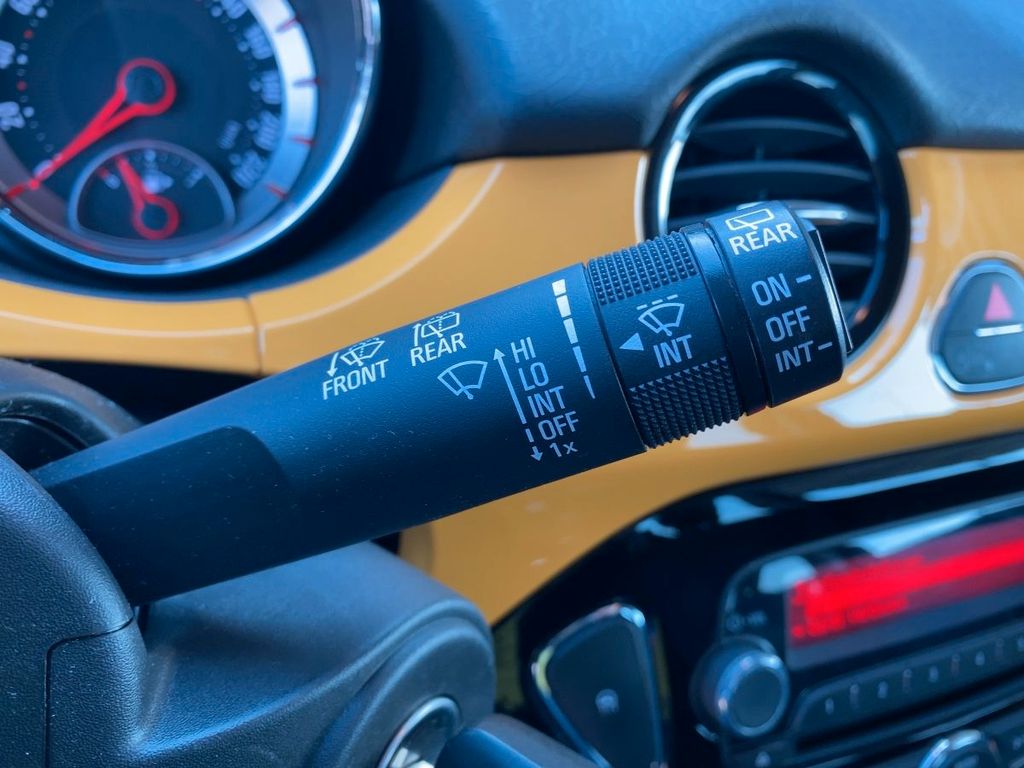 FRONT
REAR
HI
LO
INT
OFF
1x
INT
REAR
ON
OFF
INT